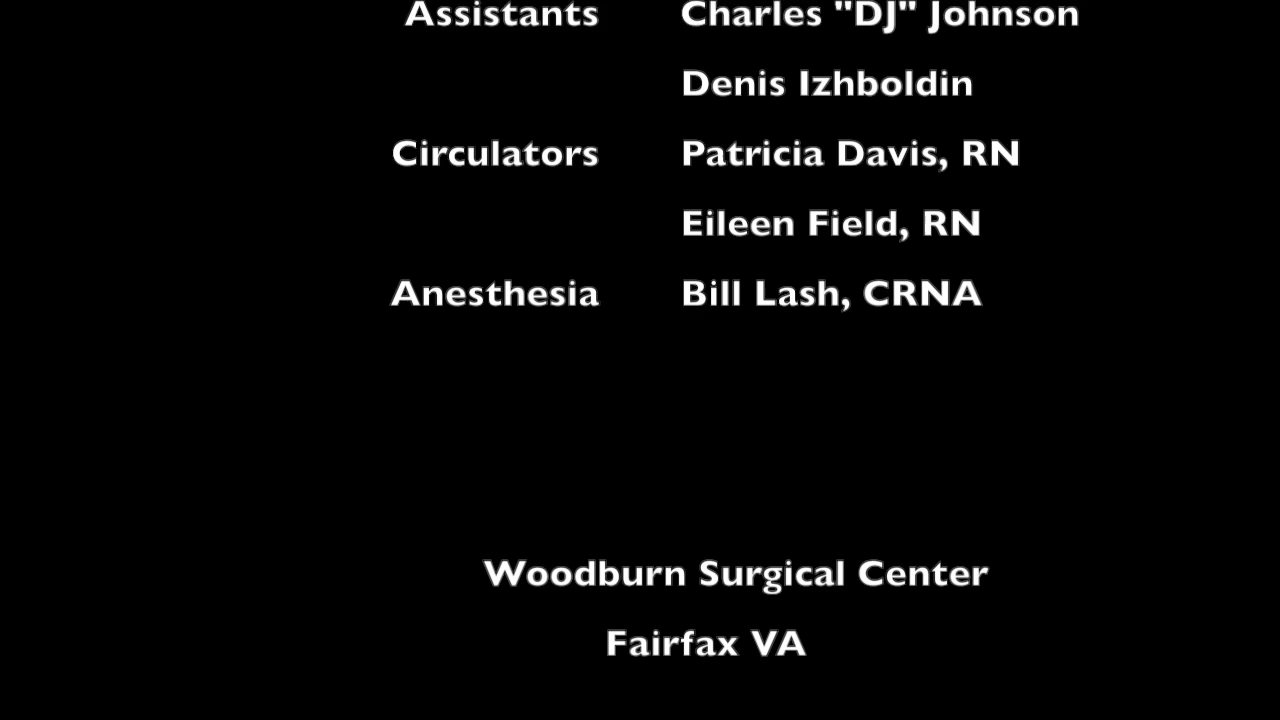 Assistants Charles "DJ" Johnson
Denis Izhboldin
Circulators Patricia Davis, RN
Eileen Field, RN
Anesthesia Bill Lash, CRNA
Woodburn Surgical Center
Fairfax VA